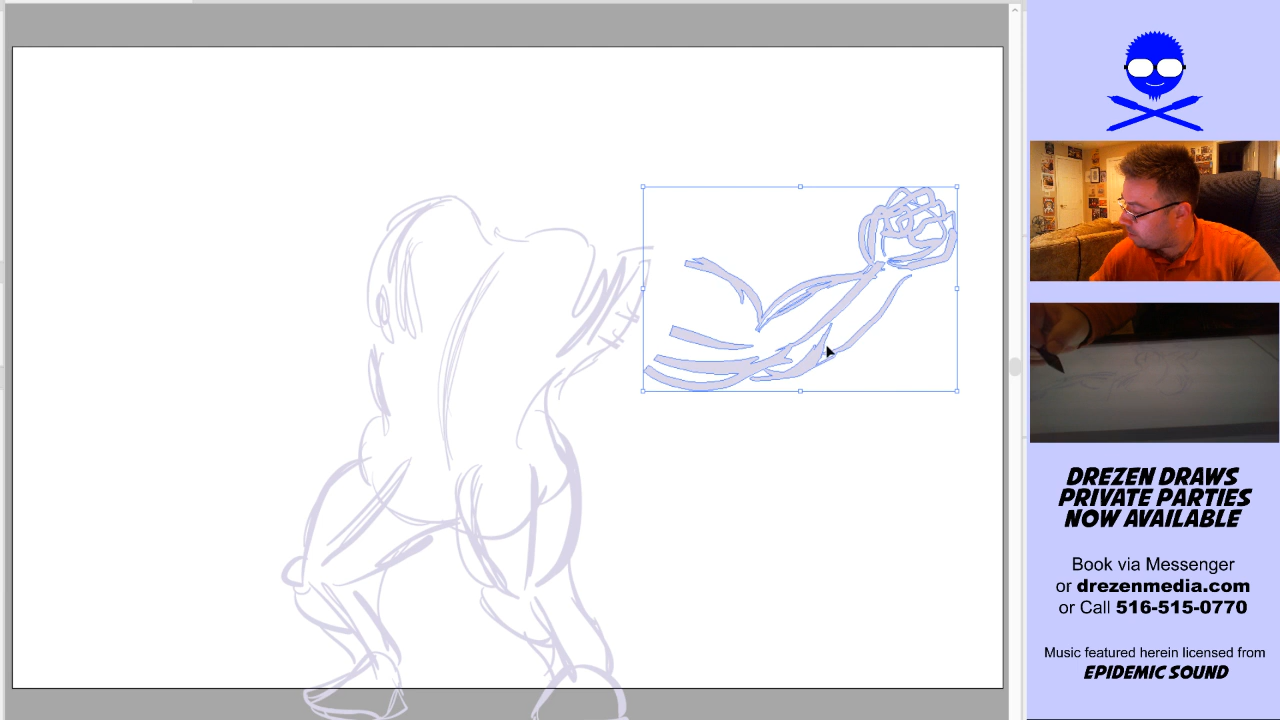 DREZEN DRAWS
PRIVATE PARTIES
NOW AVAILABLE
Book via Messenger
or drezenmedia.com
or Call 516-515-0770
Music featured herein licensed from
EPIDEMIC SOUND